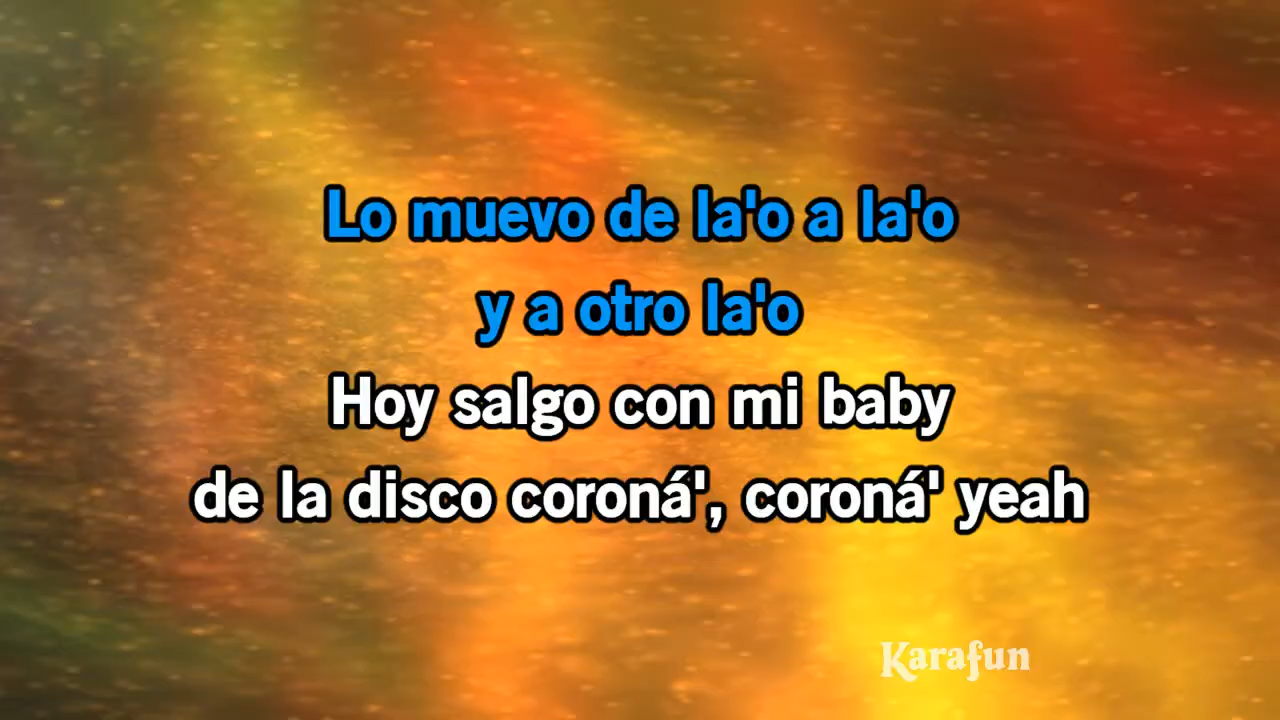 Lo muevo de la'o a la'o
y a otro la'o
Hoy salgo con mi baby
de la disco coroná', coroná' yeah
Karafun